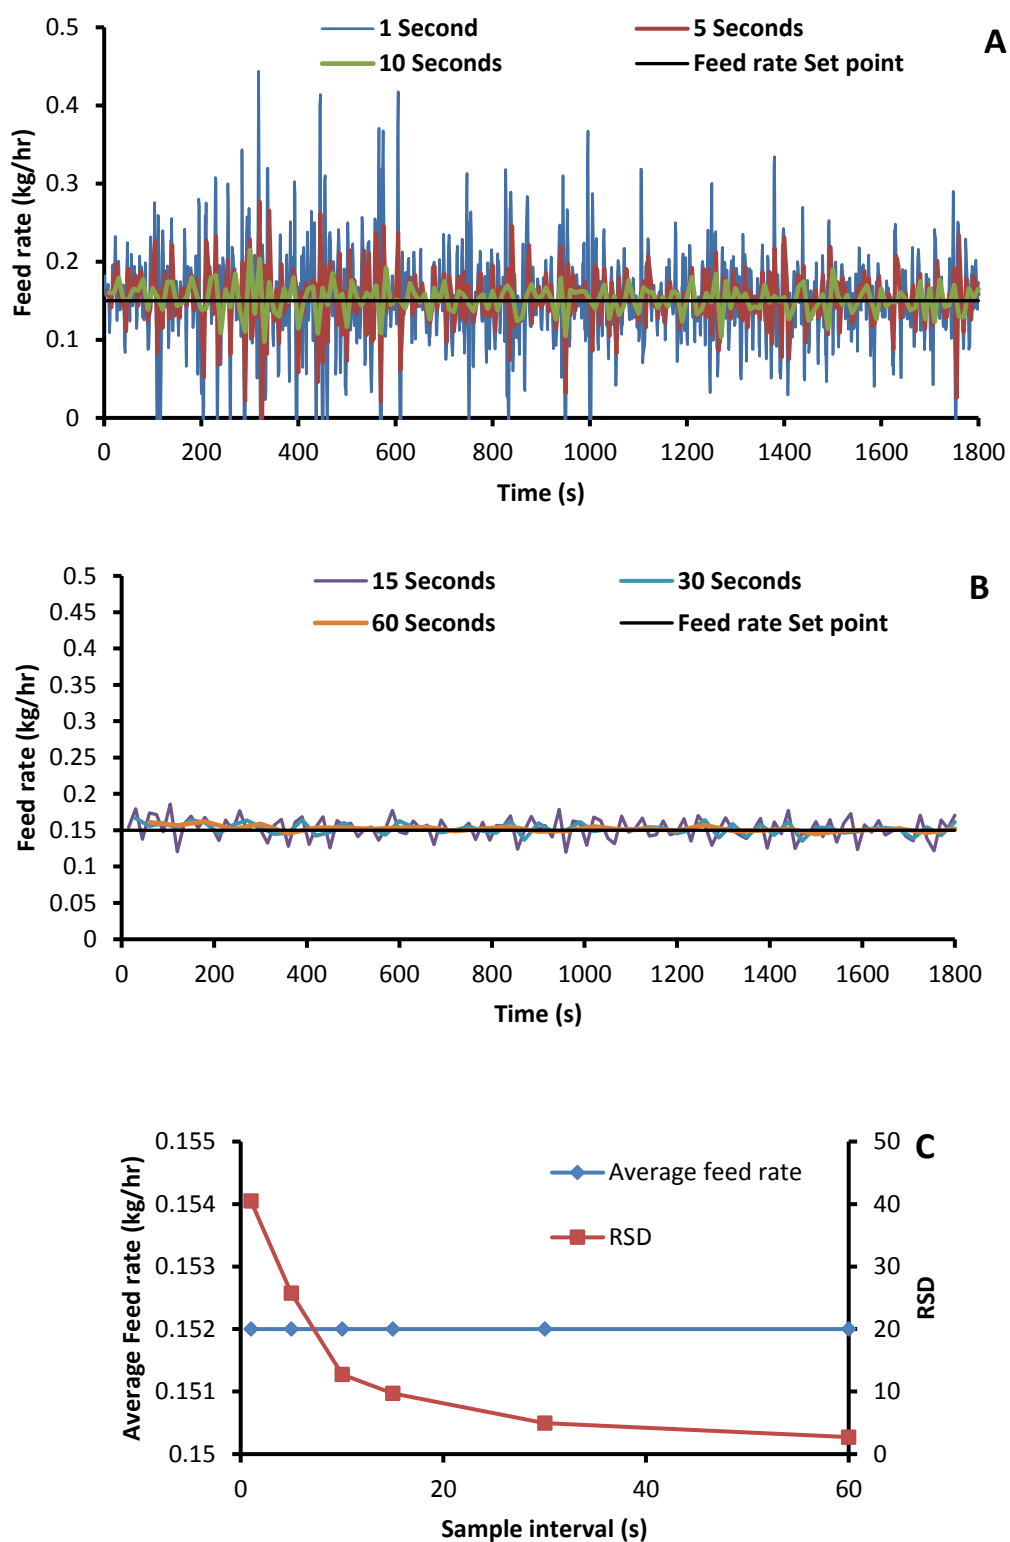 1 Second
5 Seconds
A
10 Seconds
Feed rate Set point
Feed rate (kg/hr)
0.5
0.4
0.3
0.2
0.1
0
0 200 400 600 800 1000 1200 1400 1600 1800
Time (s)
15 Seconds
30 Seconds
B
60 Seconds
Feed rate Set point
Feed rate (kg/hr)
0.5
0.45
0.4
0.35
0.3
0.25
0.2
0.15
0.1
0.05
0
0 200 400 600 800 1000 1200 1400 1600 1800
Time (s)
C
Average feed rate
RSD
Average Feed rate (kg/hr)
0.155
0.154
0.153
0.152
0.151
0.15
50
40
30
20
10
0
RSD
0 20 40 60
Sample interval (s)